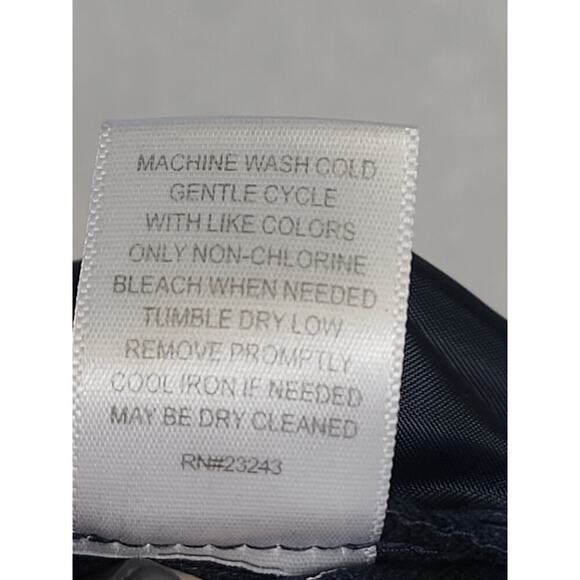 MACHINE WASH COLD
GENTLE CYCLE
WITH LIKE COLORS
ONLY NON-CHLORINE
BLEACH WHEN NEEDED
TUMBLE DRY LOW
REMOVE PROMPTLY
COOL IRON IF NEEDED
MAY BE DRY CLEANED
RN#23243